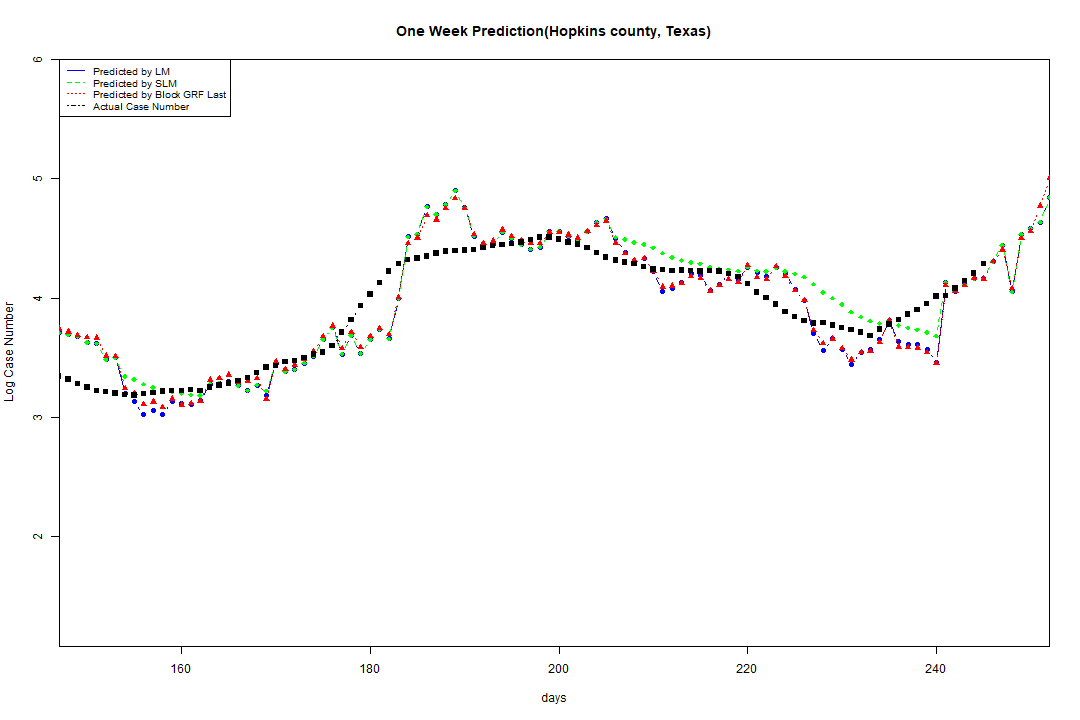 One Week Prediction(Hopkins county, Texas)
Predicted by LM
Predicted by SLM
Predicted by Block GRF Last
Actual Case Number
6
5
4
3
2
Log Case Number
160 180 200 220 240
days